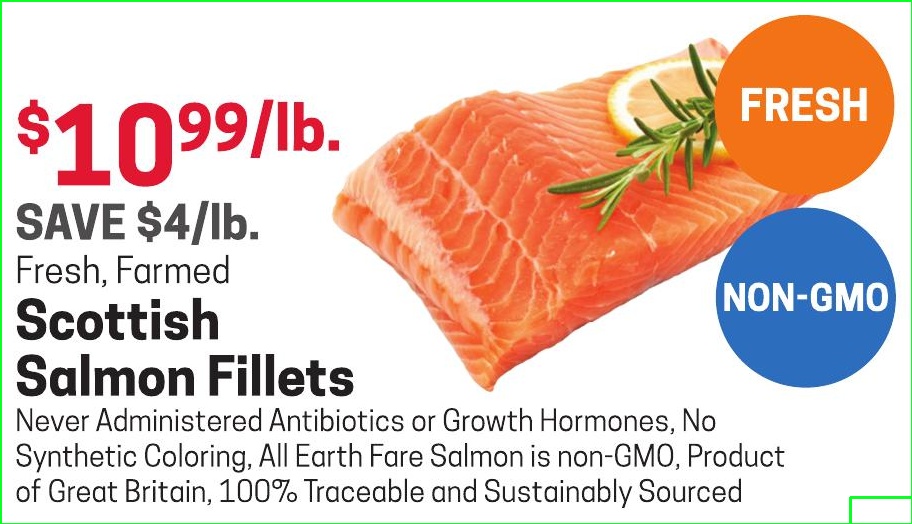 $10 99/lb.
SAVE $4/lb.
Fresh, Farmed
Scottish
Salmon Fillets
Never Administered Antibiotics or Growth Hormones, No
Synthetic Coloring, All Earth Fare Salmon is non-GMO, Product
of Great Britain, 100% Traceable and Sustainably Sourced
FRESH
NON-GMO